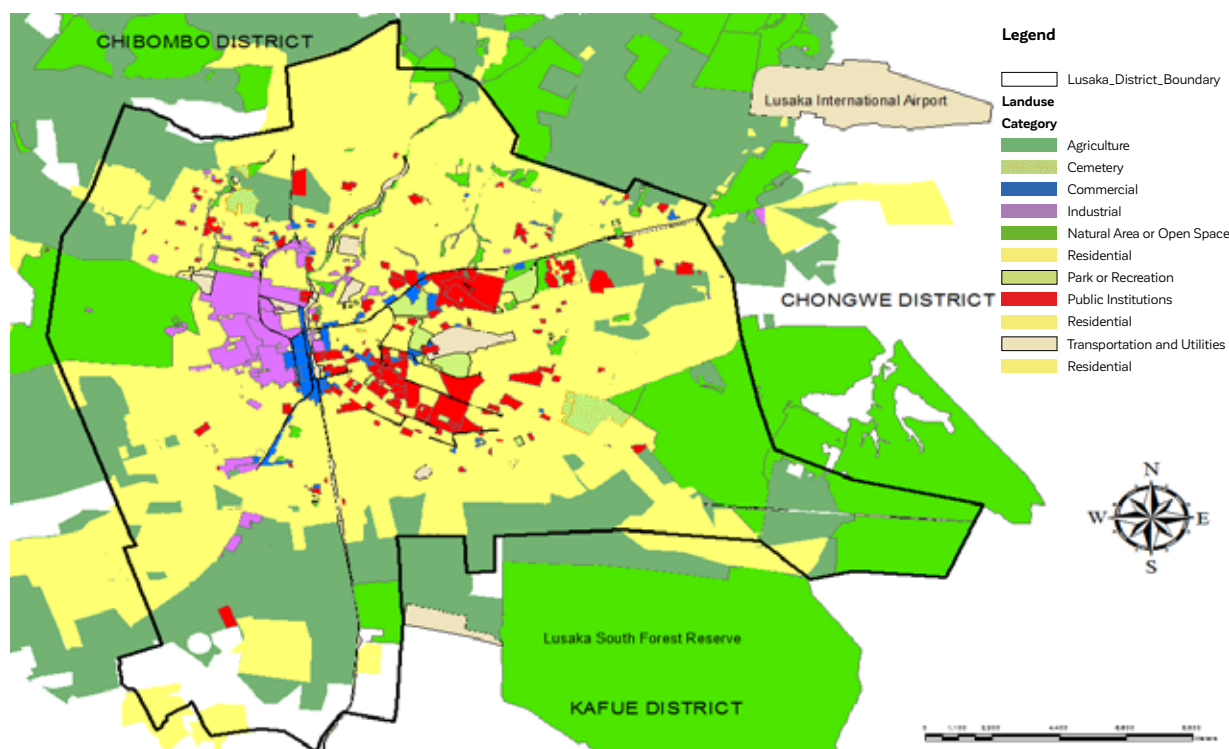 CHIBOMBO DISTRICT
Lusaka International Airport
CHONGWE DISTRICT
Lusaka South Forest Reserve
KAFUE DISTRICT
Legend
Lusaka_District_Boundary
Landuse
Category
Agriculture
Cemetery
Commercial
Industrial
Natural Area or Open Space
Residential
Park or Recreation
Public Institutions
Residential
Transportation and Utilities
Residential
N
W E
S
0